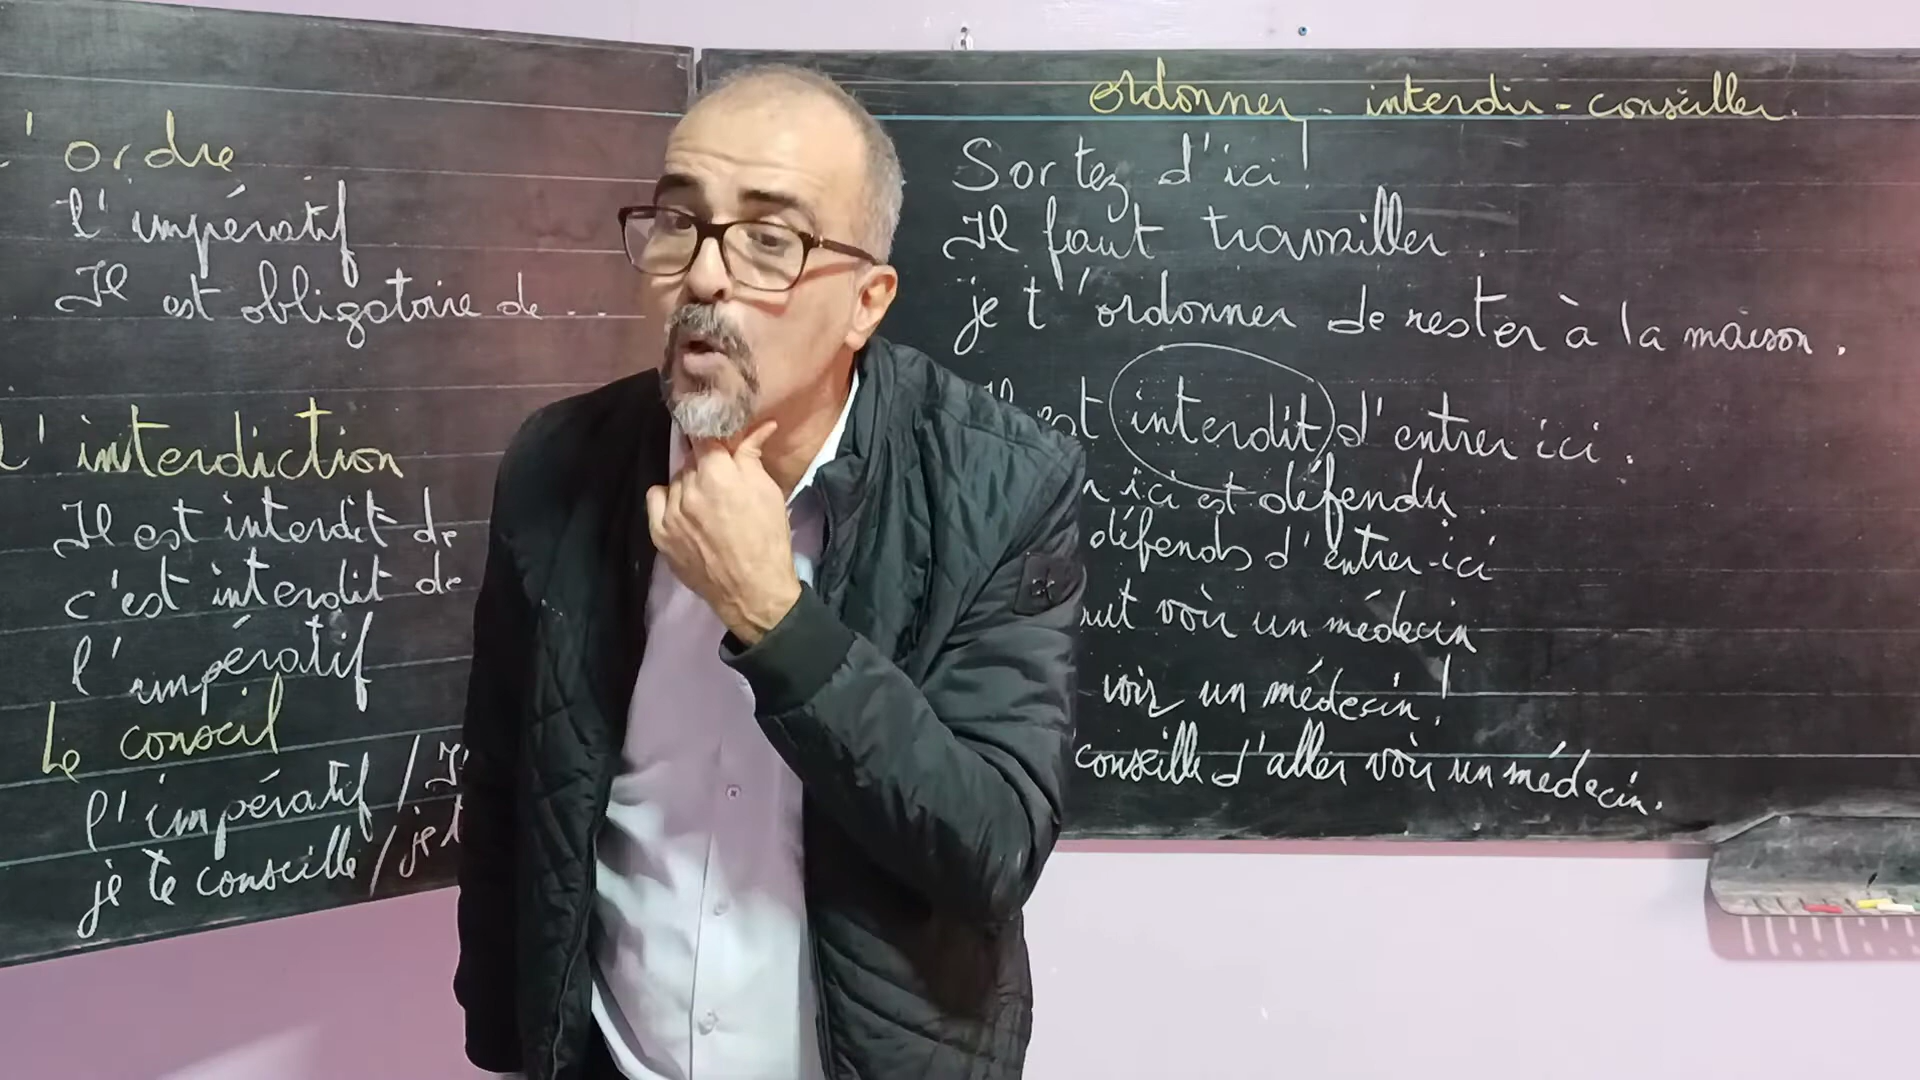 l'ordre
l'impératif
Il est obligatoire de ...
l'interdiction
Il est interdit de
c'est interdit de
l'impératif
Le conseil
l'impératif /
je te conseille /
ordonner - interdir - conseiller.
Sortez d'ici !
Il faut travailler.
je t'ordonner de rester à la maison.
est interdit d'entrer ici.
ici est défendu.
défends d'entrer ici
voir un médecin
voir un médecin !
conseille d'aller voir un médecin.